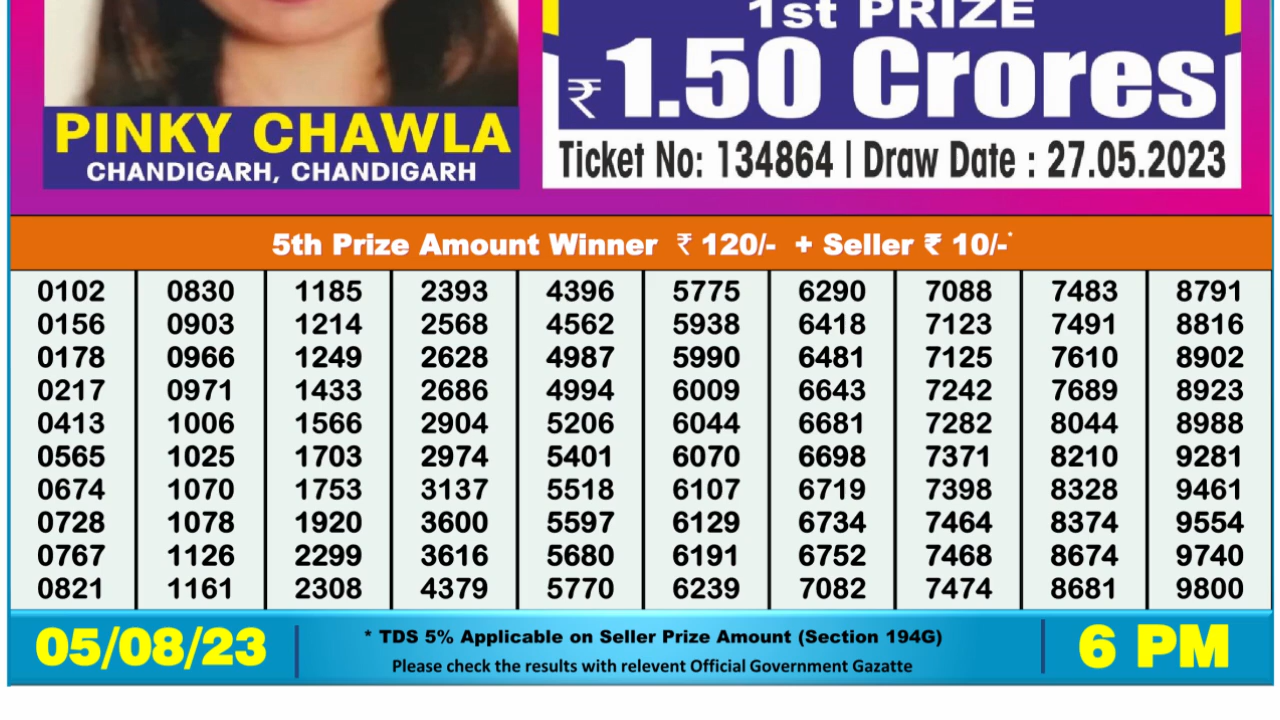 1st PRIZE
₹ 1.50 Crores
PINKY CHAWLA
CHANDIGARH, CHANDIGARH
Ticket No: 134864 | Draw Date : 27.05.2023
5th Prize Amount Winner ₹ 120/- + Seller ₹ 10/-*
0102 0830 1185 2393 4396 5775 6290 7088 7483 8791
0156 0903 1214 2568 4562 5938 6418 7123 7491 8816
0178 0966 1249 2628 4987 5990 6481 7125 7610 8902
0217 0971 1433 2686 4994 6009 6643 7242 7689 8923
0413 1006 1566 2904 5206 6044 6681 7282 8044 8988
0565 1025 1703 2974 5401 6070 6698 7371 8210 9281
0674 1070 1753 3137 5518 6107 6719 7398 8328 9461
0728 1078 1920 3600 5597 6129 6734 7464 8374 9554
0767 1126 2299 3616 5680 6191 6752 7468 8674 9740
0821 1161 2308 4379 5770 6239 7082 7474 8681 9800
05/08/23
* TDS 5% Applicable on Seller Prize Amount (Section 194G)
Please check the results with relevent Official Government Gazatte
6 PM